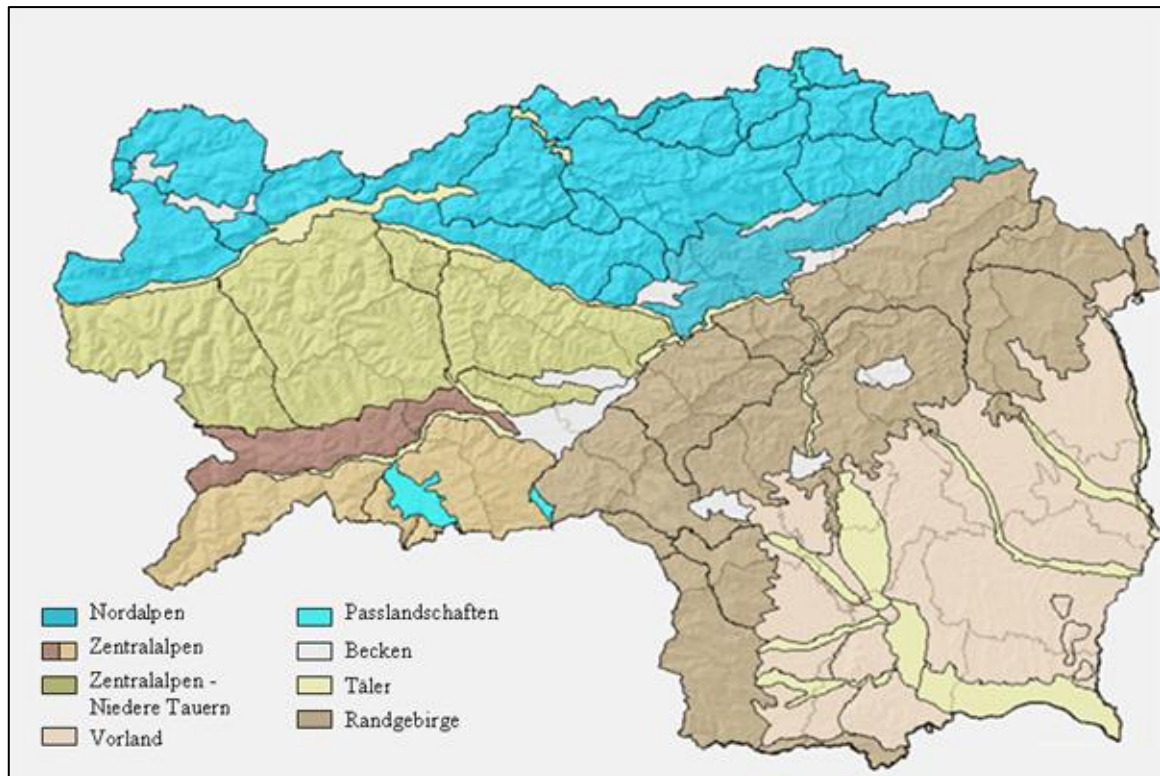 Nordalpen
Zentralalpen
Zentralalpen -
Niedere Tauern
Vorland
Passlandschaften
Becken
Täler
Randgebirge